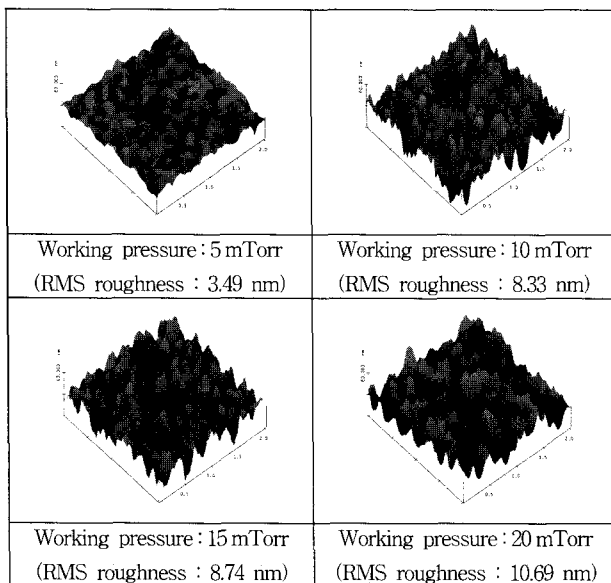 Working pressure : 5 mTorr
(RMS roughness : 3.49 nm)
Working pressure : 10 mTorr
(RMS roughness : 8.33 nm)
Working pressure : 15 mTorr
(RMS roughness : 8.74 nm)
Working pressure : 20 mTorr
(RMS roughness : 10.69 nm)